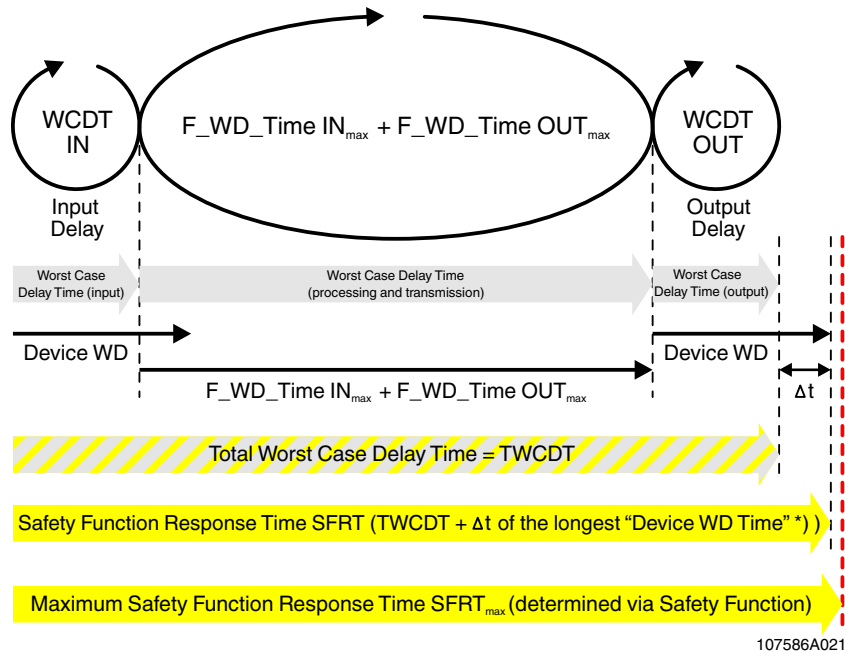 WCDT
IN
F_WD_Time INmax + F_WD_Time OUTmax
WCDT
OUT
Input
Delay
Output
Delay
Worst Case
Delay Time (input)
Worst Case Delay Time
(processing and transmission)
Worst Case
Delay Time (output)
Device WD
Device WD
F_WD_Time INmax + F_WD_Time OUTmax
Δt
Total Worst Case Delay Time = TWCDT
Safety Function Response Time SFRT (TWCDT + Δt of the longest “Device WD Time” *) )
Maximum Safety Function Response Time SFRTmax (determined via Safety Function)
107586A021